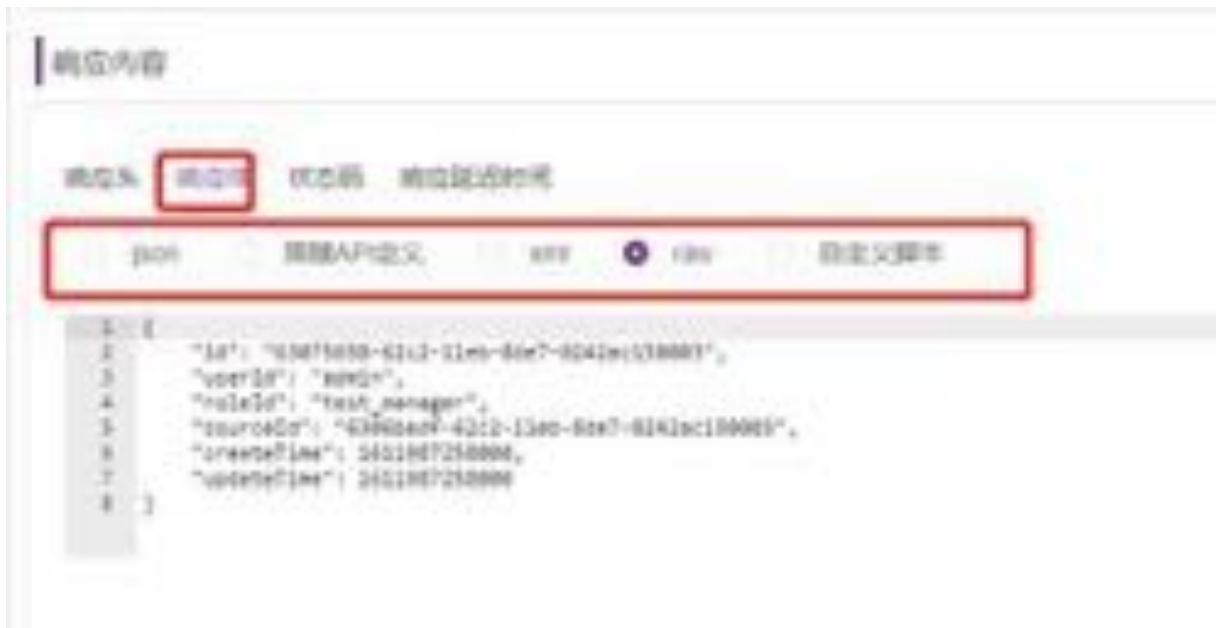 响应内容
响应头 响应体 状态码 响应延迟时间
json 跟随API定义 xml raw 自定义脚本
1 {
2 "id":
3 "userId": "admin",
4 "roleId": "test_manager",
5 "sourceId":
6 "createTime": 1611987250000,
7 "updateTime": 1611987250000
8 }